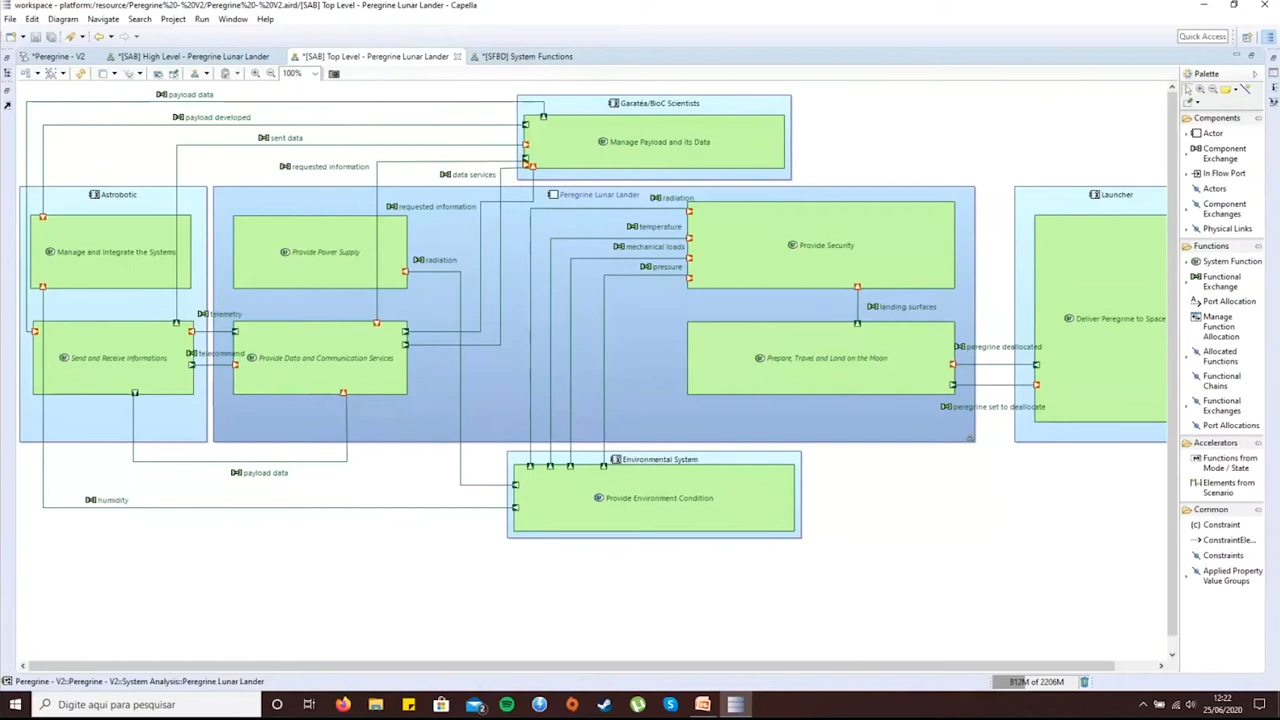 workspace - platform:/resource/Peregrine%20-%20V2/Peregrine%20-%20V2.aird/[SAB] Top Level - Peregrine Lunar Lander - Capella
File Edit Diagram Navigate Search Project Run Window Help
Quick Access
*Peregrine - V2
*[SAB] High Level - Peregrine Lunar Lander
*[SAB] Top Level - Peregrine Lunar Lander
*[SFBD] System Functions
100%
payload data
payload developed
sent data
requested information
data services
requested information
Garatéa/BioC Scientists
Manage Payload and Its Data
Astrobotic
Manage and Integrate the Systems
Send and Receive Informations
telemetry
telecommand
Peregrine Lunar Lander
Provide Power Supply
radiation
Provide Data and Communication Services
radiation
temperature
mechanical loads
pressure
Provide Security
landing surfaces
Prepare, Travel and Land on the Moon
peregrine deallocated
peregrine set to deallocate
Launcher
Deliver Peregrine to Space
payload data
humidity
Environmental System
Provide Environment Condition
Palette
Components
Actor
Component
Exchange
In Flow Port
Actors
Component
Exchanges
Physical Links
Functions
System Function
Functional
Exchange
Port Allocation
Manage
Function
Allocation
Allocated
Functions
Functional
Chains
Functional
Exchanges
Port Allocations
Accelerators
Functions from
Mode / State
Elements from
Scenario
Common
Constraint
ConstraintEle...
Constraints
Applied Property
Value Groups
Peregrine - V2::Peregrine - V2::System Analysis::Peregrine Lunar Lander
812M of 2206M
Digite aqui para pesquisar
12:22
25/06/2020